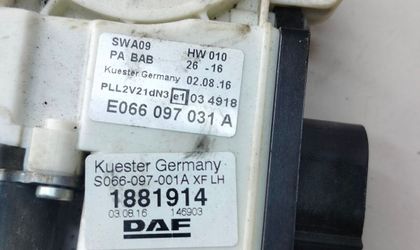 SWA09 HW 010
PA BAB 26 - 16
Kuester Germany 02.08.16
PLL2V21dN3 e1 03 4918
E066 097 031 A
Kuester Germany
S066-097-001A XF LH
1881914
03.08.16 146903
DAF